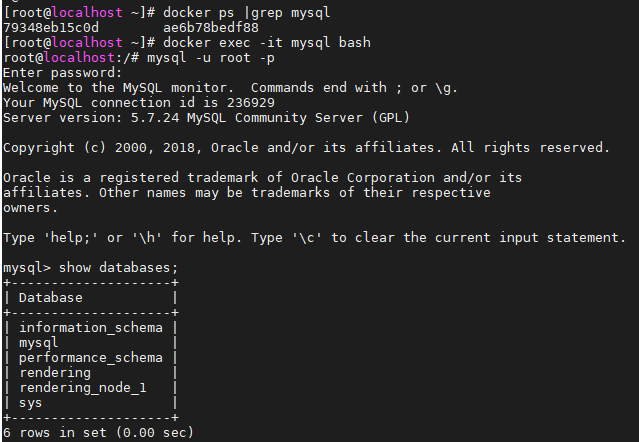 [root@localhost ~]# docker ps |grep mysql
79348eb15c0d        ae6b78bedf88
[root@localhost ~]# docker exec -it mysql bash
root@localhost:/# mysql -u root -p
Enter password:
Welcome to the MySQL monitor.  Commands end with ; or \g.
Your MySQL connection id is 236929
Server version: 5.7.24 MySQL Community Server (GPL)

Copyright (c) 2000, 2018, Oracle and/or its affiliates. All rights reserved.

Oracle is a registered trademark of Oracle Corporation and/or its
affiliates. Other names may be trademarks of their respective
owners.

Type 'help;' or '\h' for help. Type '\c' to clear the current input statement.

mysql> show databases;
+--------------------+
| Database           |
+--------------------+
| information_schema |
| mysql              |
| performance_schema |
| rendering          |
| rendering_node_1   |
| sys                |
+--------------------+
6 rows in set (0.00 sec)